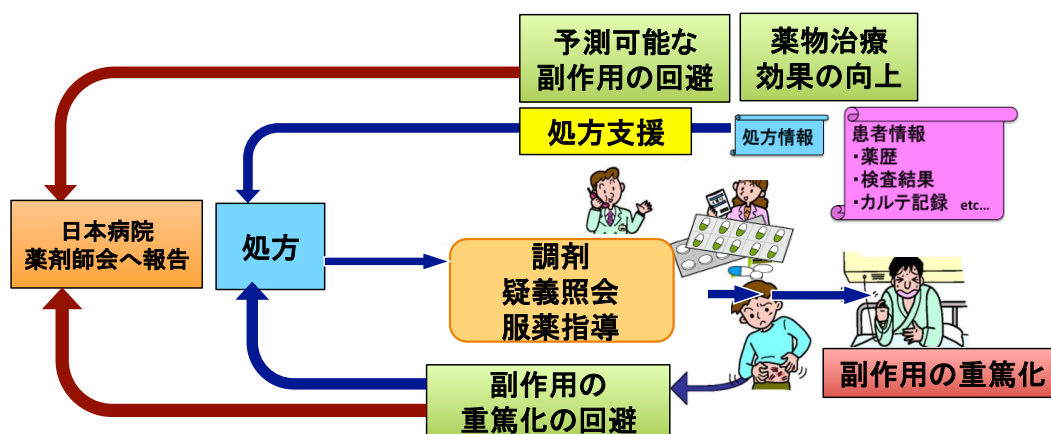 予測可能な
副作用の回避
薬物治療
効果の向上
処方支援
処方情報
患者情報
・薬歴
・検査結果
・カルテ記録 etc...
日本病院
薬剤師会へ報告
処方
調剤
疑義照会
服薬指導
副作用の重篤化
副作用の
重篤化の回避